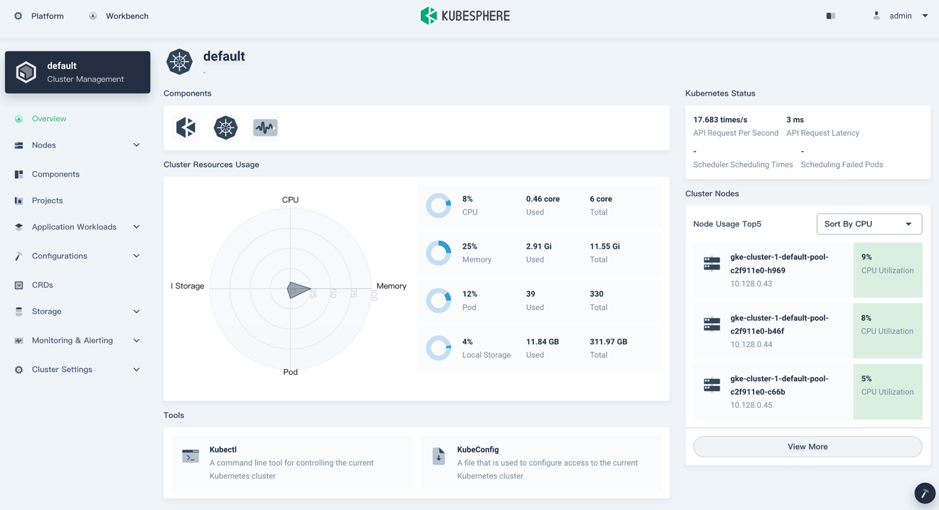 Platform
Workbench
KUBESPHERE
admin
default
Cluster Management
Overview
Nodes
Components
Projects
Application Workloads
Configurations
CRDs
Storage
Monitoring & Alerting
Cluster Settings
default
-
Components
Cluster Resources Usage
CPU
l Storage
Memory
Pod
25
50
75
100
8%
CPU
0.46 core
Used
6 core
Total
25%
Memory
2.91 Gi
Used
11.55 Gi
Total
12%
Pod
39
Used
330
Total
4%
Local Storage
11.84 GB
Used
311.97 GB
Total
Tools
Kubectl
A command line tool for controlling the current
Kubernetes cluster
KubeConfig
A file that is used to configure access to the current
Kubernetes cluster
Kubernetes Status
17.683 times/s
API Request Per Second
3 ms
API Request Latency
-
Scheduler Scheduling Times
-
Scheduling Failed Pods
Cluster Nodes
Node Usage Top5
Sort By CPU
gke-cluster-1-default-pool-
c2f911e0-h969
10.128.0.43
9%
CPU Utilization
gke-cluster-1-default-pool-
c2f911e0-b46f
10.128.0.44
8%
CPU Utilization
gke-cluster-1-default-pool-
c2f911e0-c66b
10.128.0.45
5%
CPU Utilization
View More